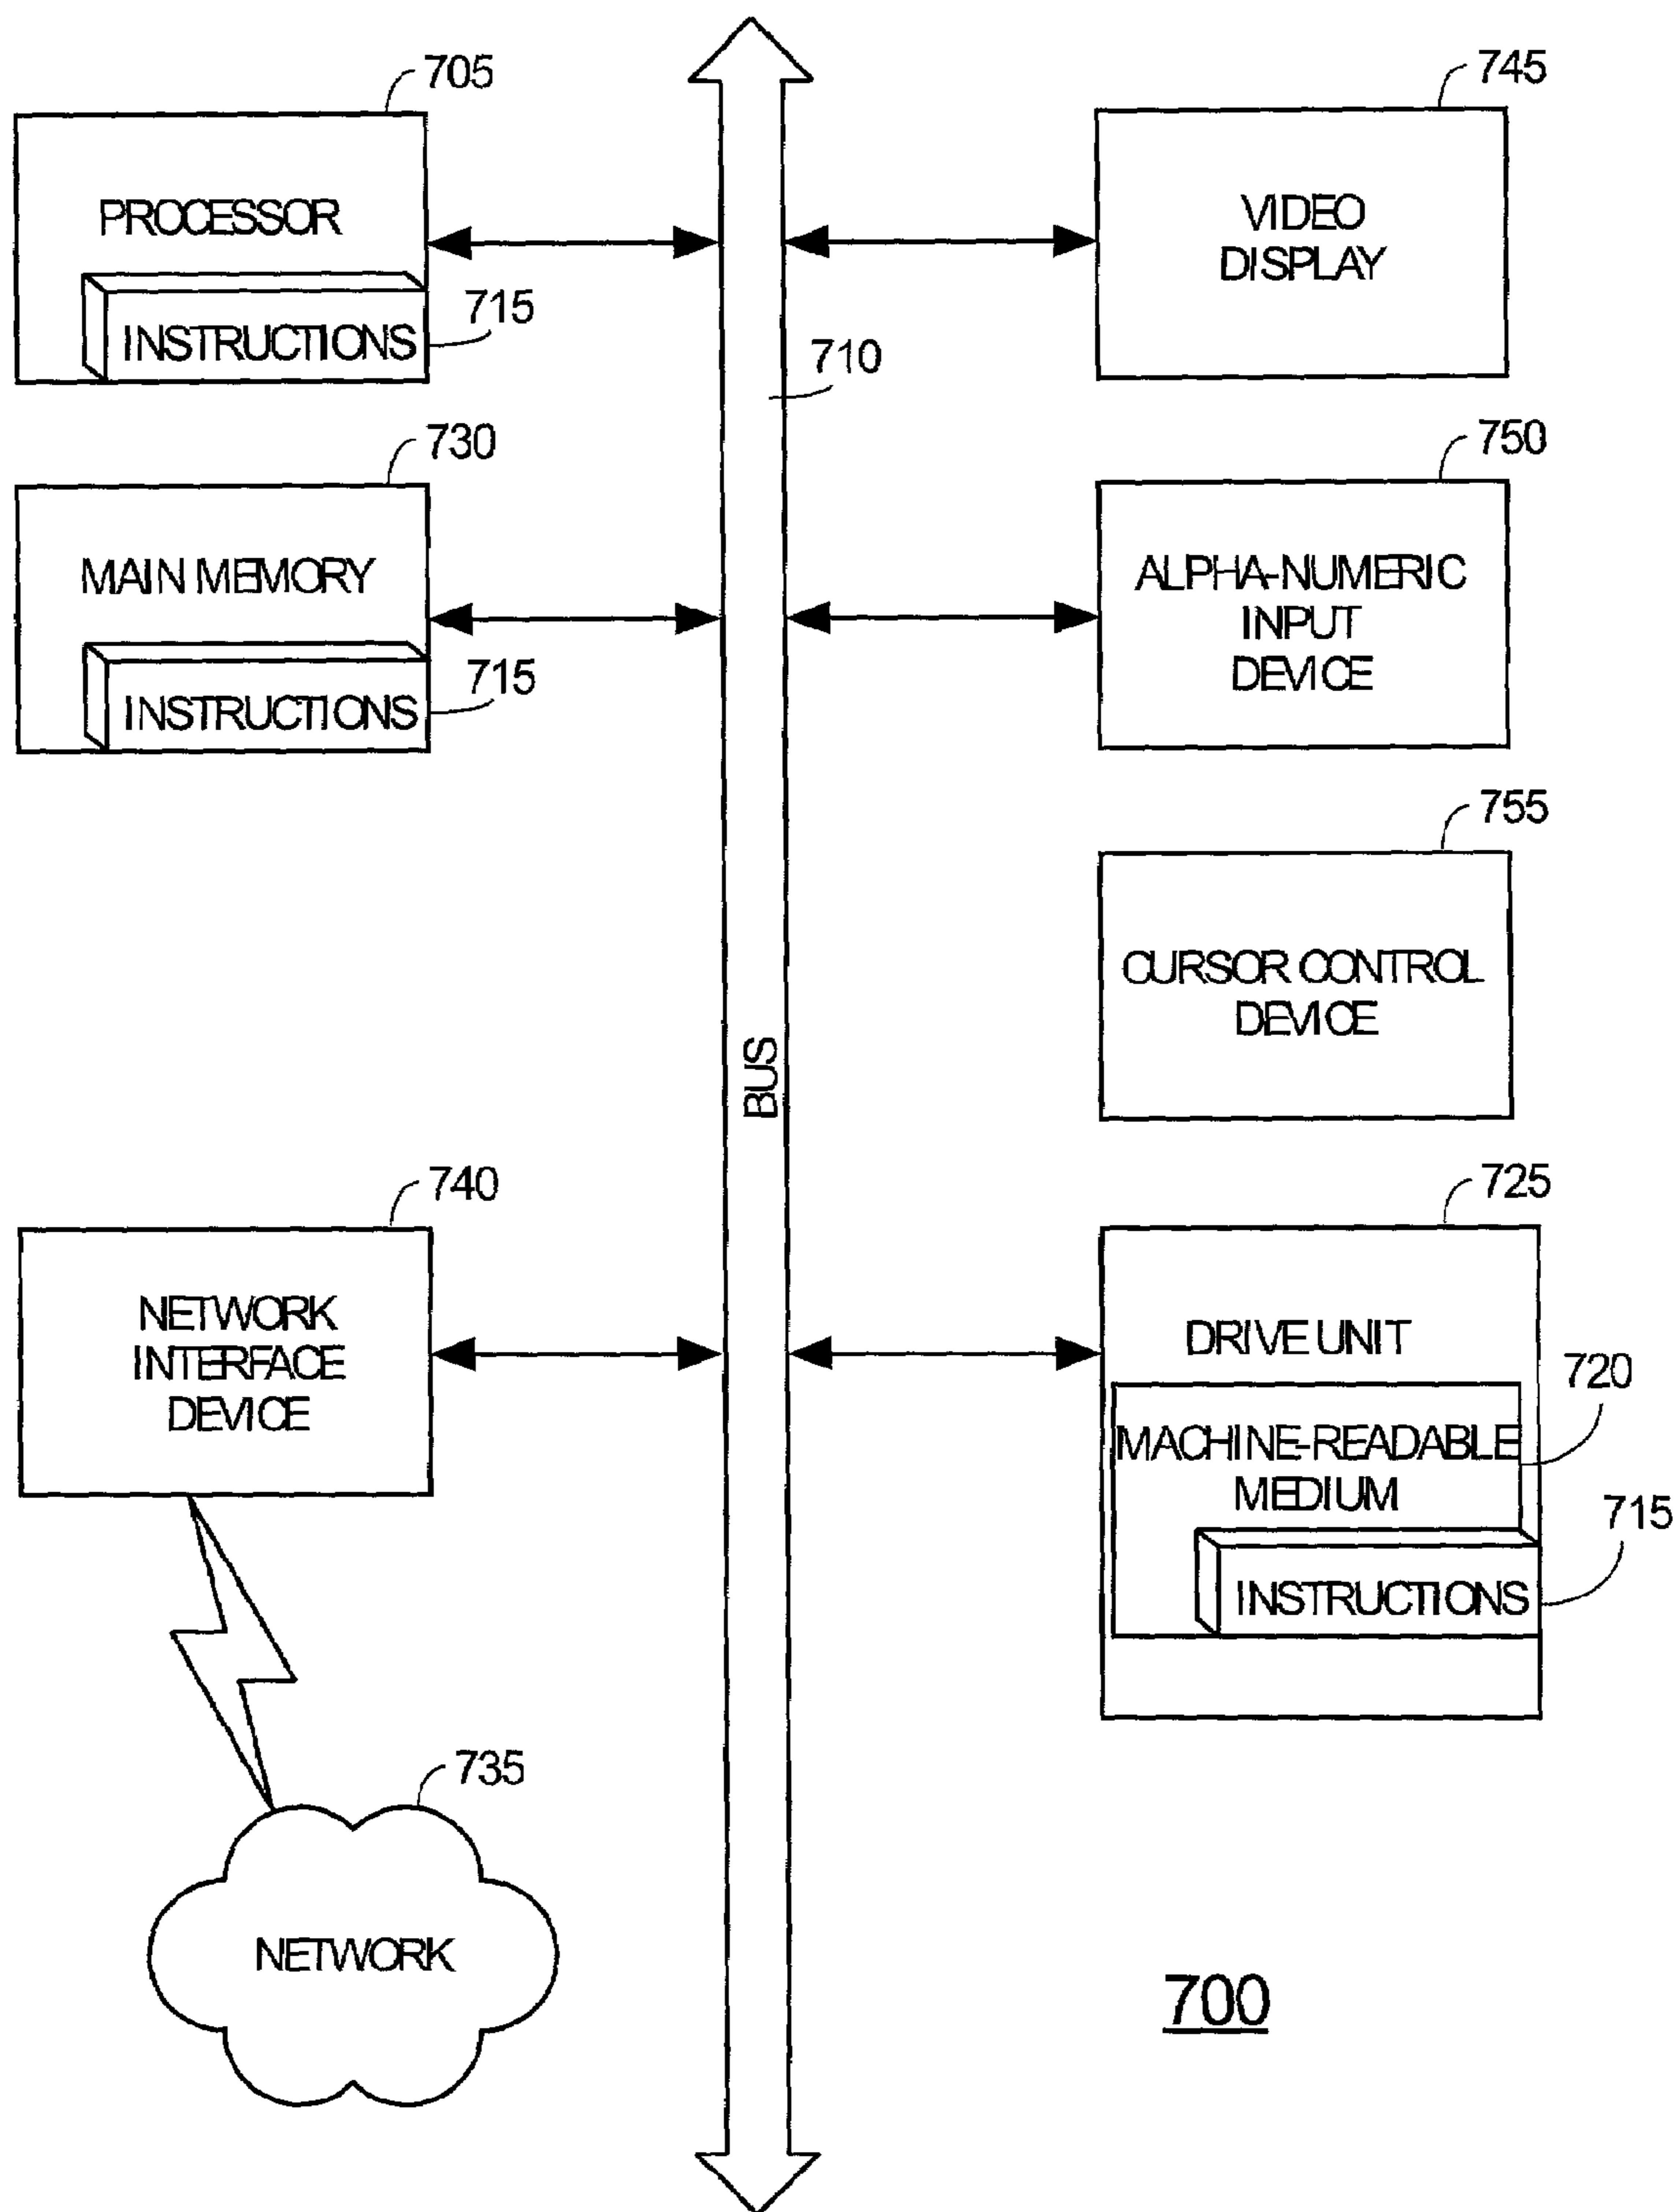 705
PROCESSOR
INSTRUCTIONS
715
730
MAIN MEMORY
INSTRUCTIONS
715
740
NETWORK
INTERFACE
DEVICE
735
NETWORK
710
BUS
745
VIDEO
DISPLAY
750
ALPHA-NUMERIC
INPUT
DEVICE
755
CURSOR CONTROL
DEVICE
725
DRIVE UNIT
720
MACHINE-READABLE
MEDIUM
715
INSTRUCTIONS
700